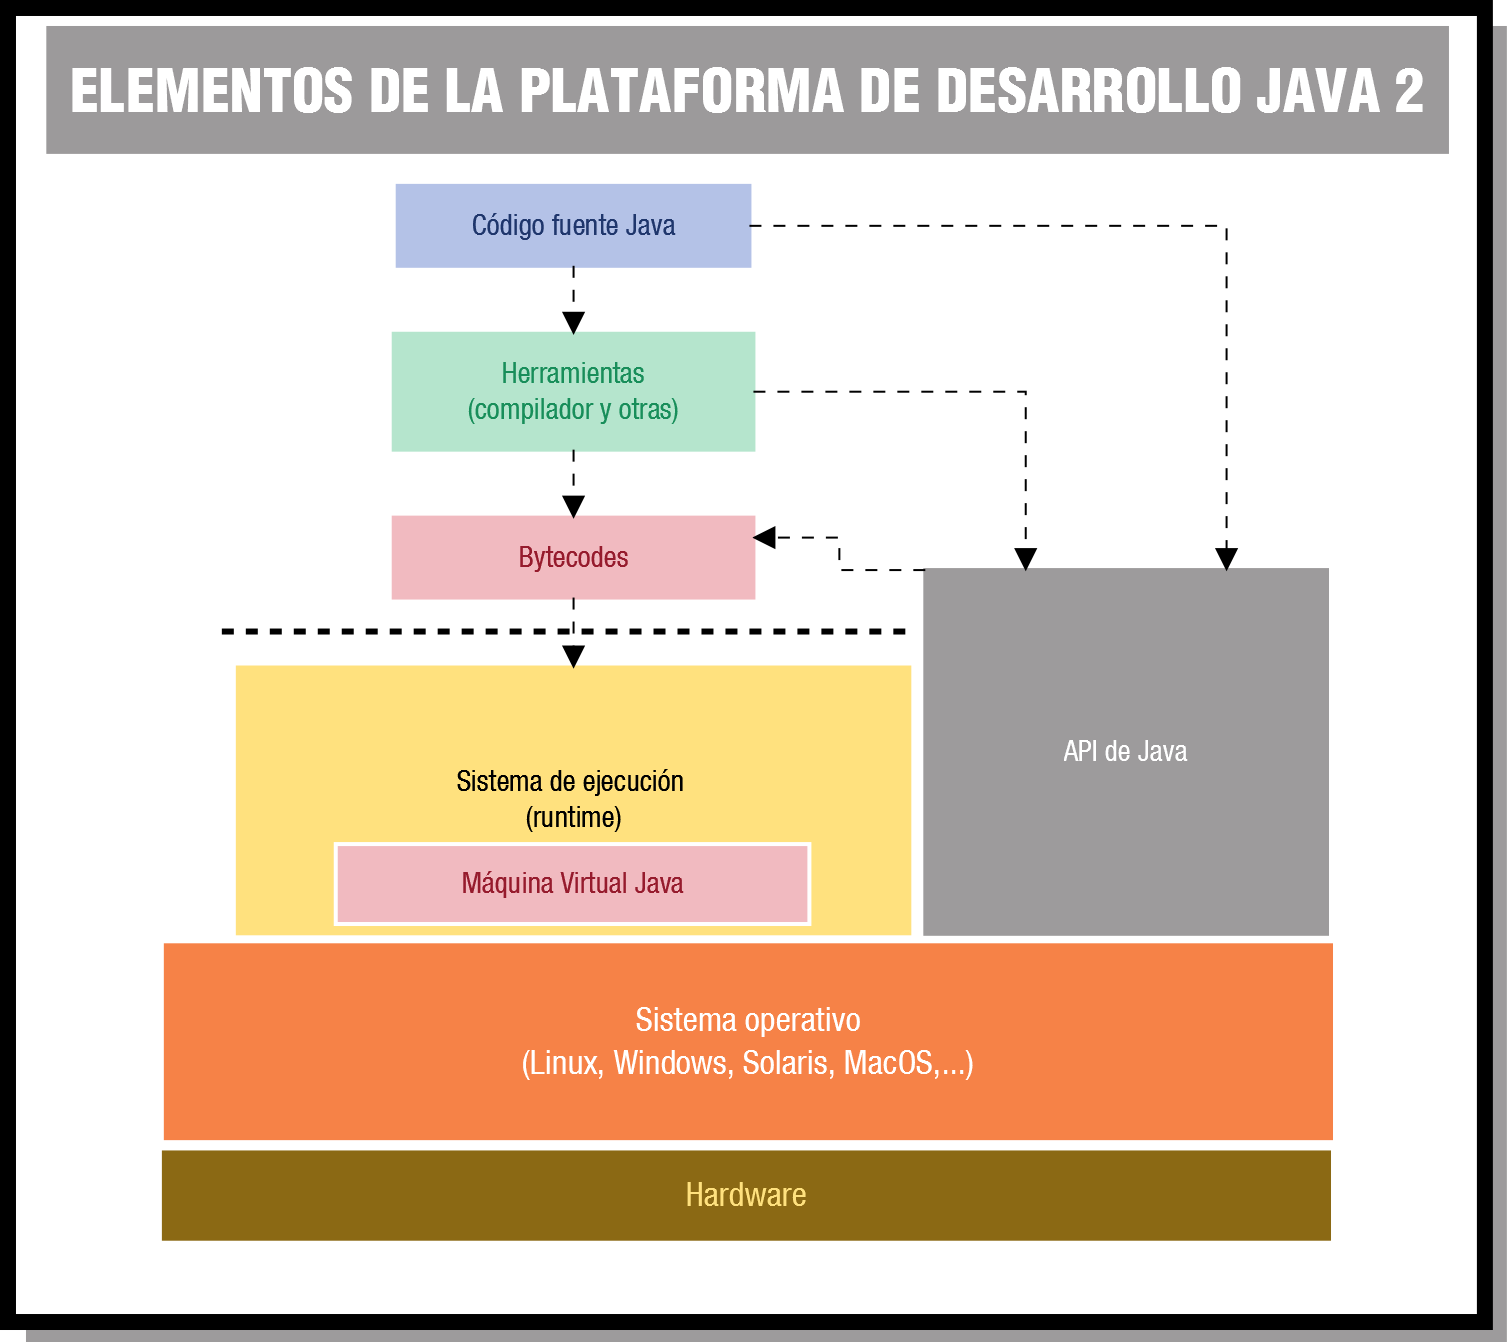 ELEMENTOS DE LA PLATAFORMA DE DESARROLLO JAVA 2
Código fuente Java
Herramientas
(compilador y otras)
Bytecodes
API de Java
Sistema de ejecución
(runtime)
Máquina Virtual Java
Sistema operativo
(Linux, Windows, Solaris, MacOS,...)
Hardware